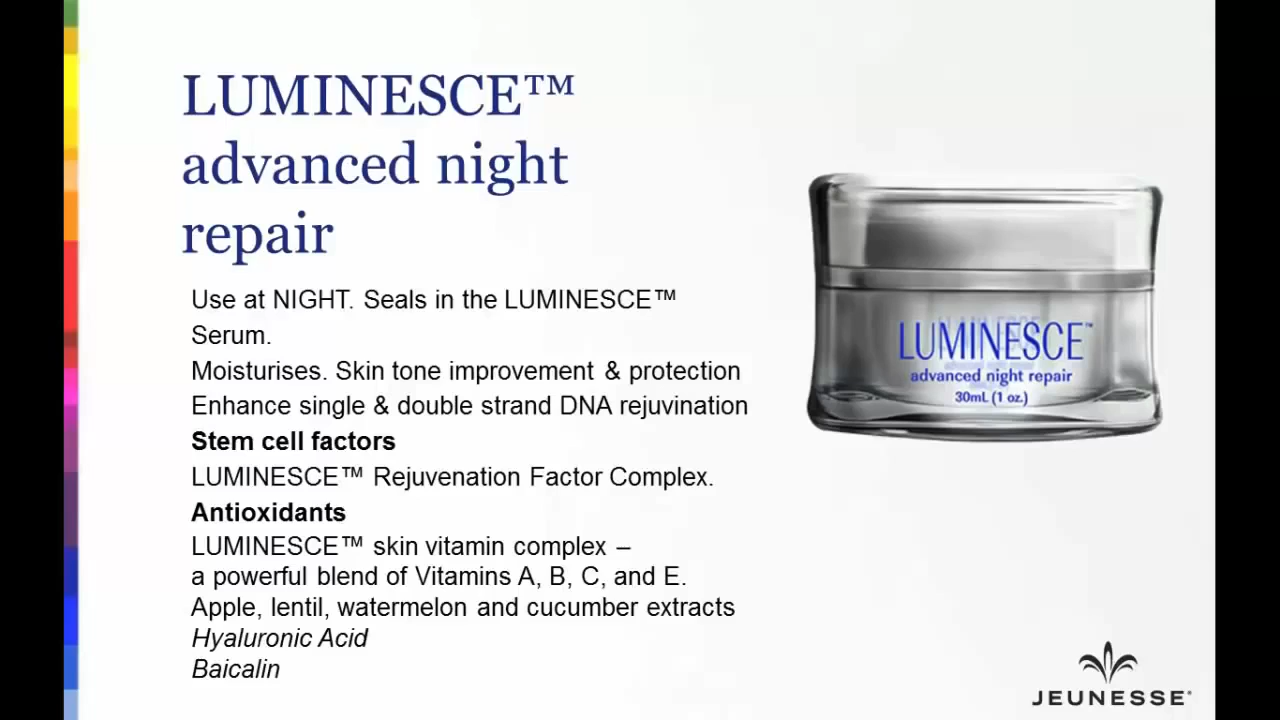 LUMINESCE™
advanced night
repair
Use at NIGHT. Seals in the LUMINESCE™
Serum.
Moisturises. Skin tone improvement & protection
Enhance single & double strand DNA rejuvination
Stem cell factors
LUMINESCE™ Rejuvenation Factor Complex.
Antioxidants
LUMINESCE™ skin vitamin complex –
a powerful blend of Vitamins A, B, C, and E.
Apple, lentil, watermelon and cucumber extracts
Hyaluronic Acid
Baicalin
LUMINESCE™
advanced night repair
30mL (1 oz.)
JEUNESSE®